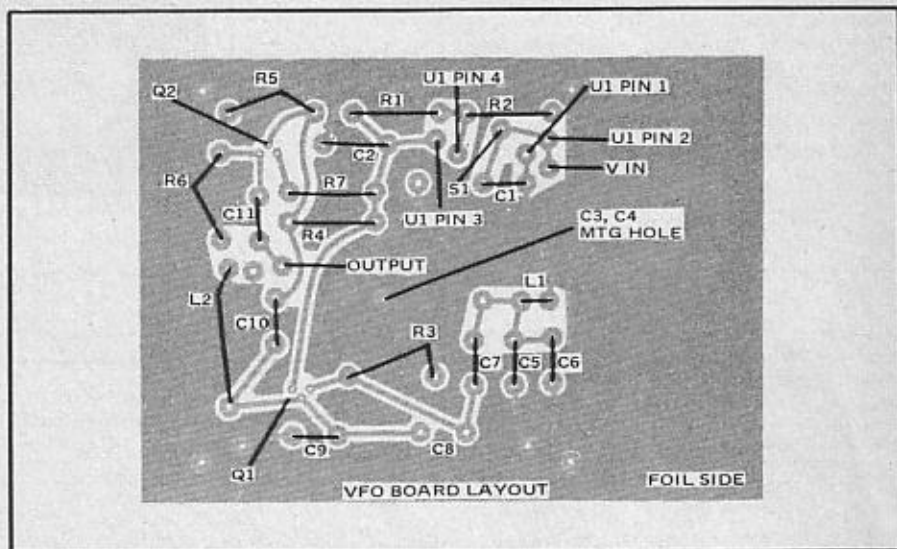 R5
Q2
R1
U1 PIN 4
R2
U1 PIN 1
U1 PIN 2
C2
V IN
R6
R7
S1
C1
C11
U1 PIN 3
R4
C3, C4
MTG HOLE
OUTPUT
L2
L1
C10
R3
C7
C5
C6
C9
C8
Q1
VFO BOARD LAYOUT
FOIL SIDE